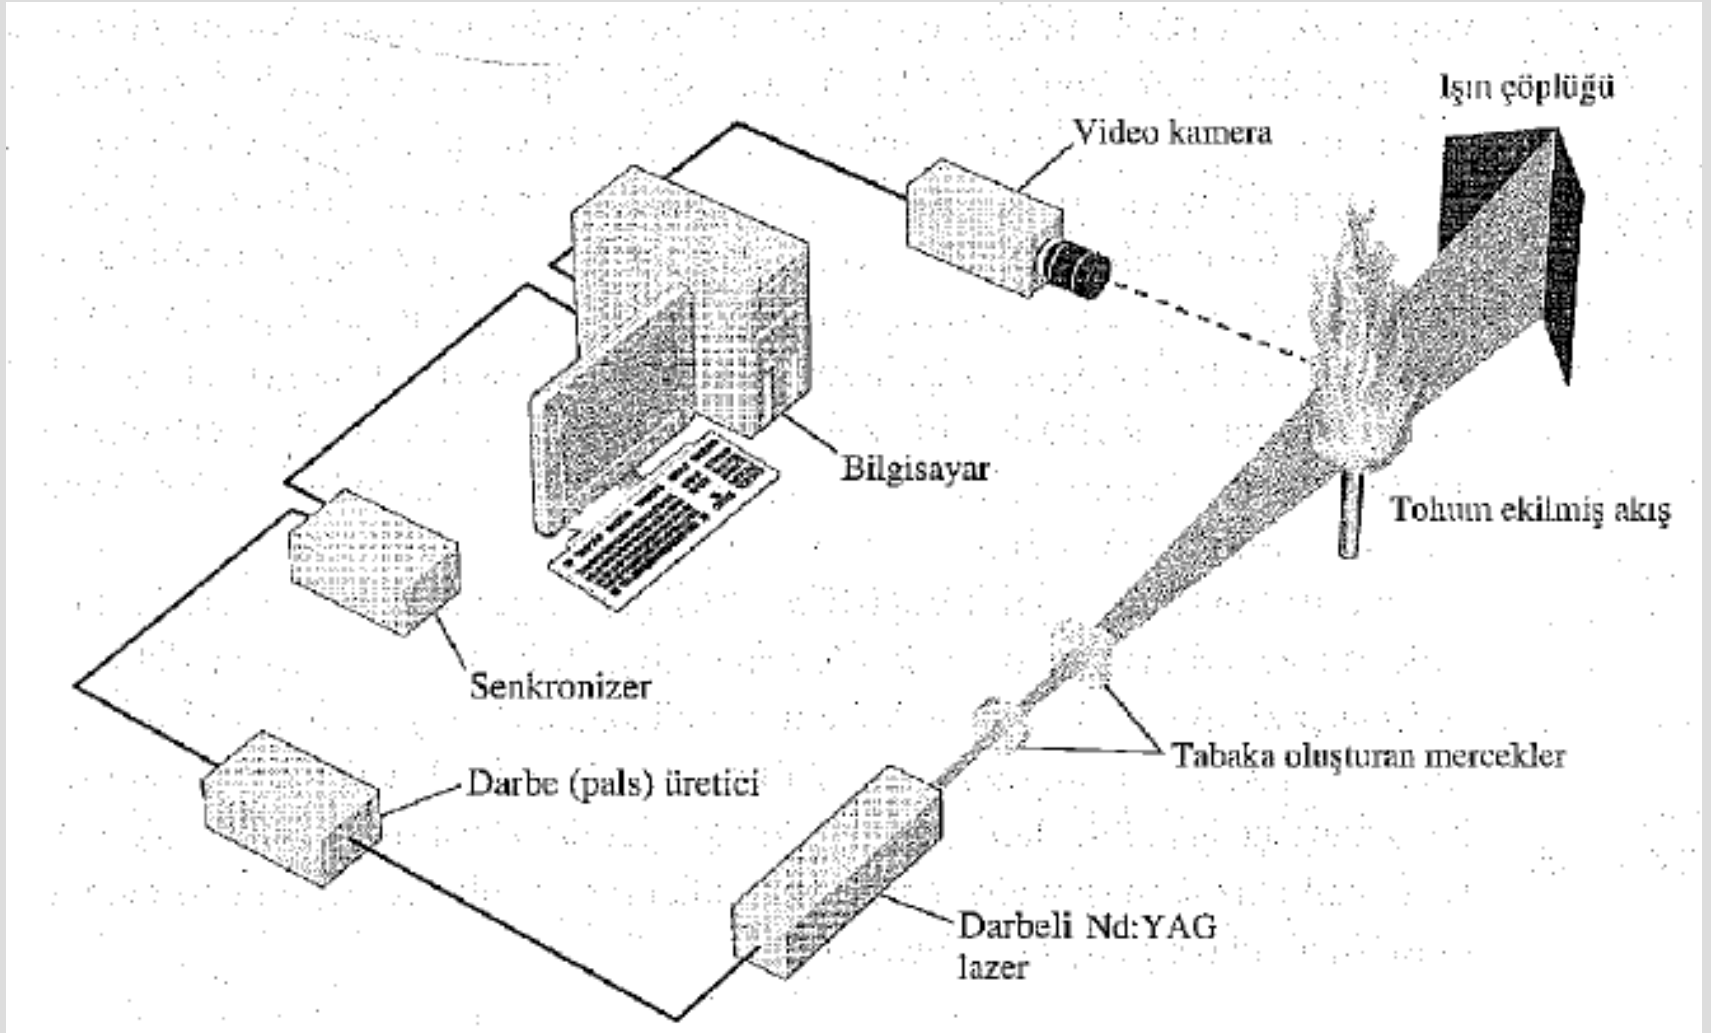 Işın çöplüğü
Video kamera
Bilgisayar
Tohum ekilmiş akış
Senkronizer
Tabaka oluşturan mercekler
Darbe (pals) üretici
Darbeli Nd:YAG
lazer